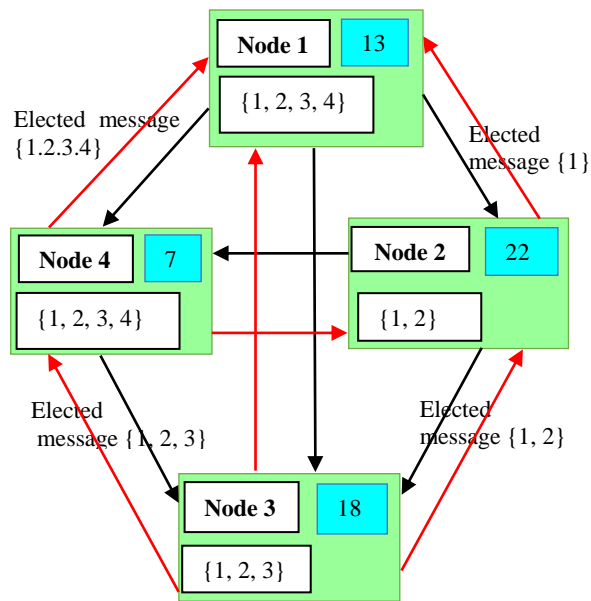 Node 1
13
{1, 2, 3, 4}
Elected message
{1.2.3.4}
Elected
message {1}
Node 4
7
{1, 2, 3, 4}
Node 2
22
{1, 2}
Elected
message {1, 2, 3}
Elected
message {1, 2}
Node 3
18
{1, 2, 3}